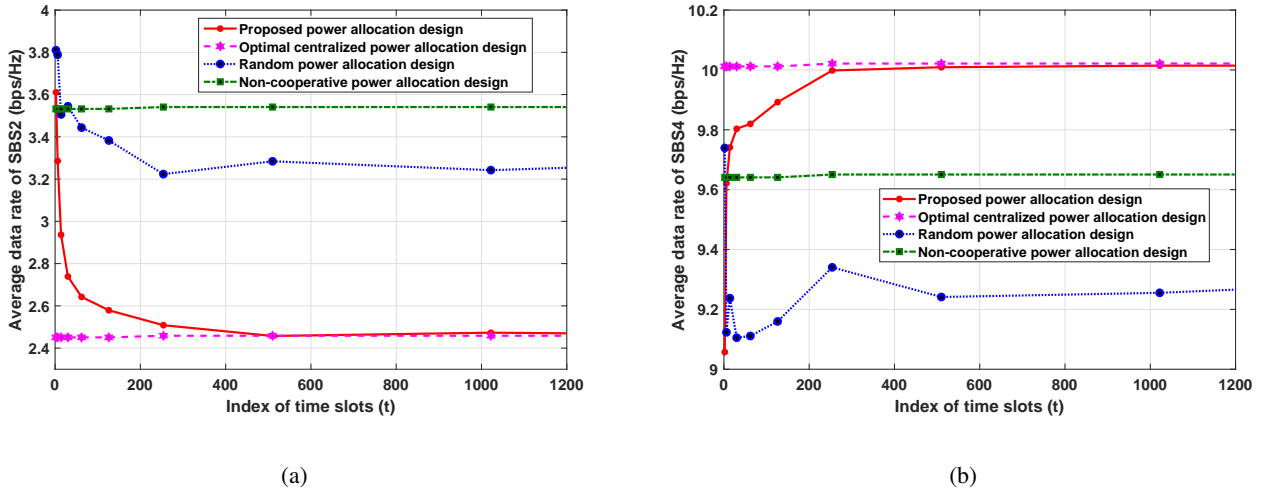 4
3.8
3.6
3.4
3.2
3
2.8
2.6
2.4
Average data rate of SBS2 (bps/Hz)
Proposed power allocation design
Optimal centralized power allocation design
Random power allocation design
Non-cooperative power allocation design
0 200 400 600 800 1000 1200
Index of time slots (t)
(a)
10.2
10
9.8
9.6
9.4
9.2
9
Average data rate of SBS4 (bps/Hz)
Proposed power allocation design
Optimal centralized power allocation design
Random power allocation design
Non-cooperative power allocation design
0 200 400 600 800 1000 1200
Index of time slots (t)
(b)